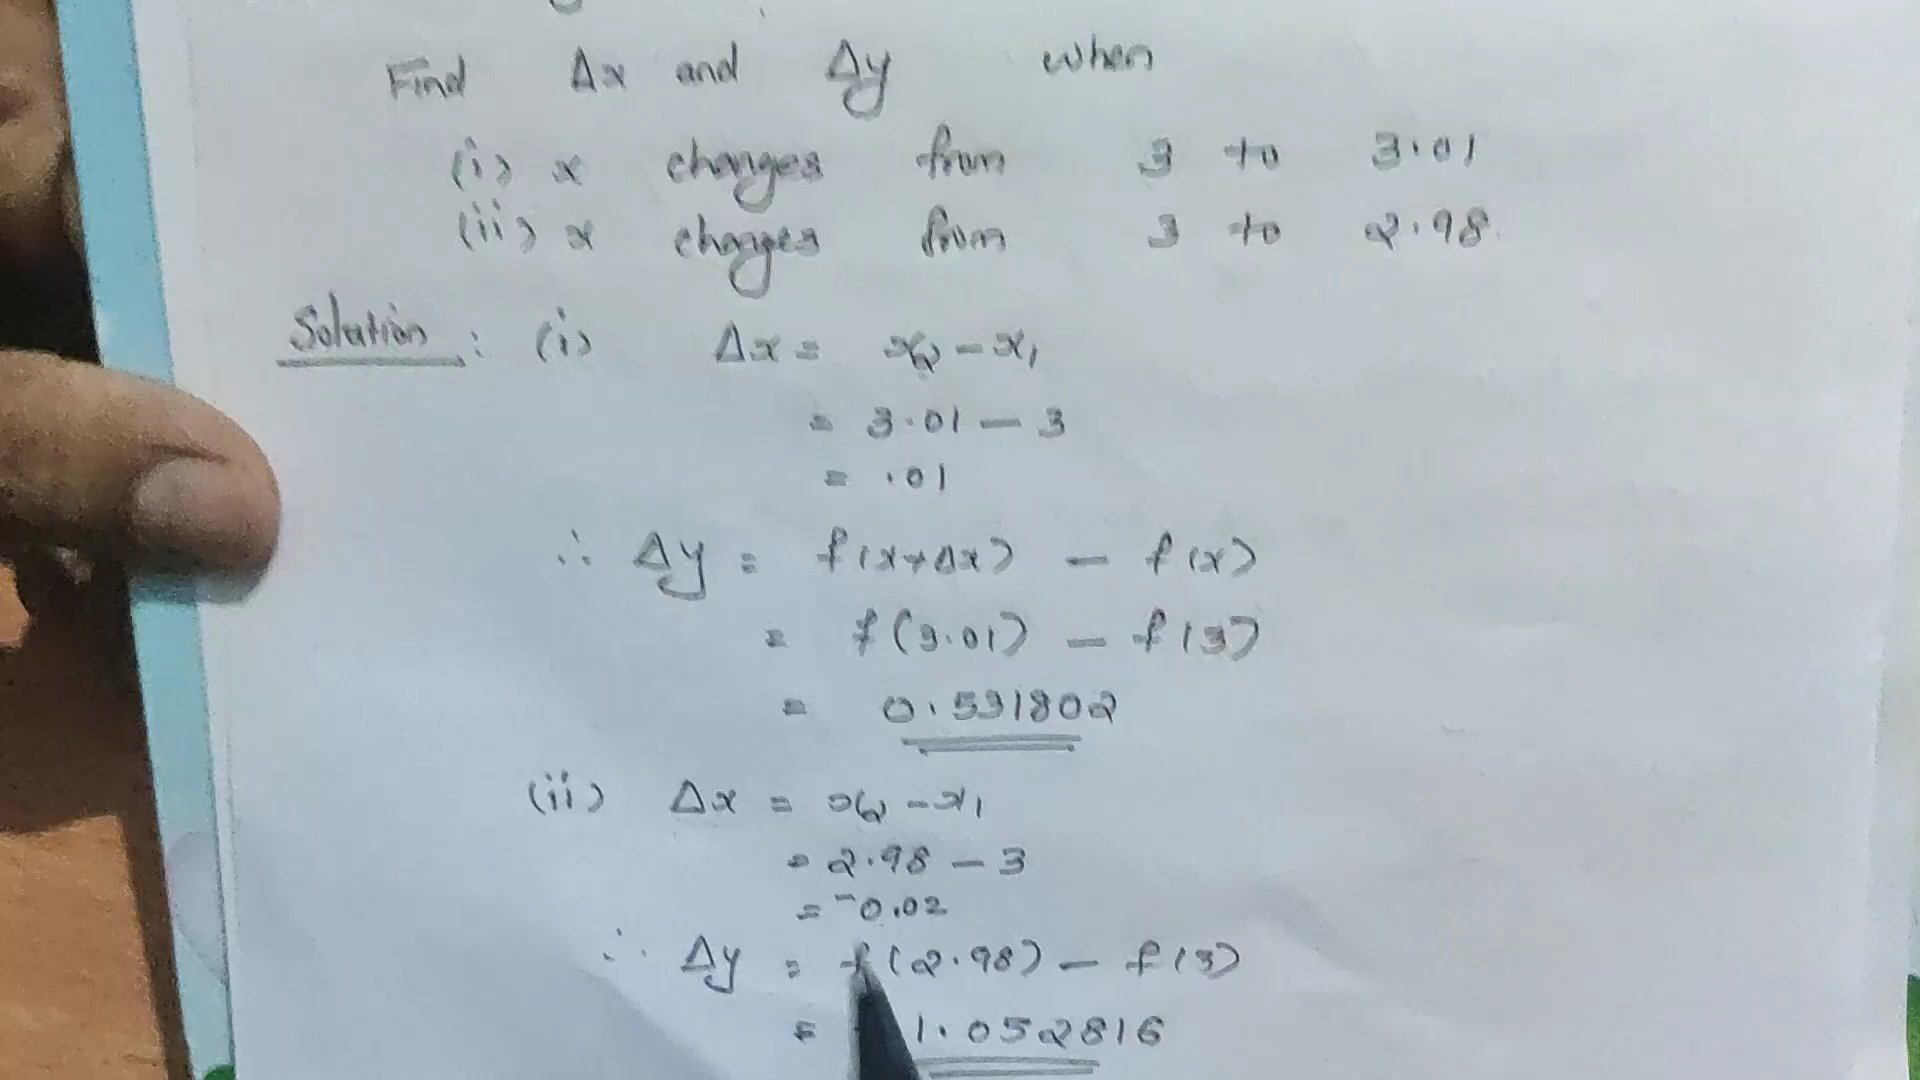 Find Δx and Δy when
(i) x changes from 3 to 3.01
(ii) x changes from 3 to 2.98.
Solution : (i) Δx = x₂ - x₁
= 3.01 - 3
= .01
∴ Δy = f(x+Δx) - f(x)
= f(3.01) - f(3)
= 0.531802
(ii) Δx = x₂ - x₁
= 2.98 - 3
= -0.02
∴ Δy = f(2.98) - f(3)
= 1.052816